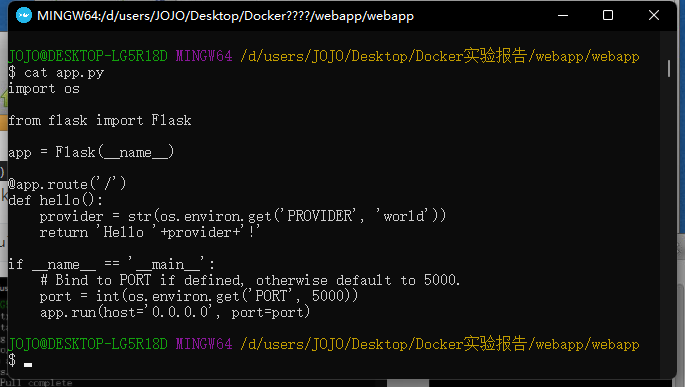 MINGW64:/d/users/JOJO/Desktop/Docker????/webapp/webapp
JOJO@DESKTOP-LG5R18D MINGW64 /d/users/JOJO/Desktop/Docker实验报告/webapp/webapp
$ cat app.py
import os
from flask import Flask
app = Flask(__name__)
@app.route('/')
def hello():
    provider = str(os.environ.get('PROVIDER', 'world'))
    return 'Hello '+provider+'!'
if __name__ == '__main__':
    # Bind to PORT if defined, otherwise default to 5000.
    port = int(os.environ.get('PORT', 5000))
    app.run(host='0.0.0.0', port=port)
JOJO@DESKTOP-LG5R18D MINGW64 /d/users/JOJO/Desktop/Docker实验报告/webapp/webapp
$
Pull complete